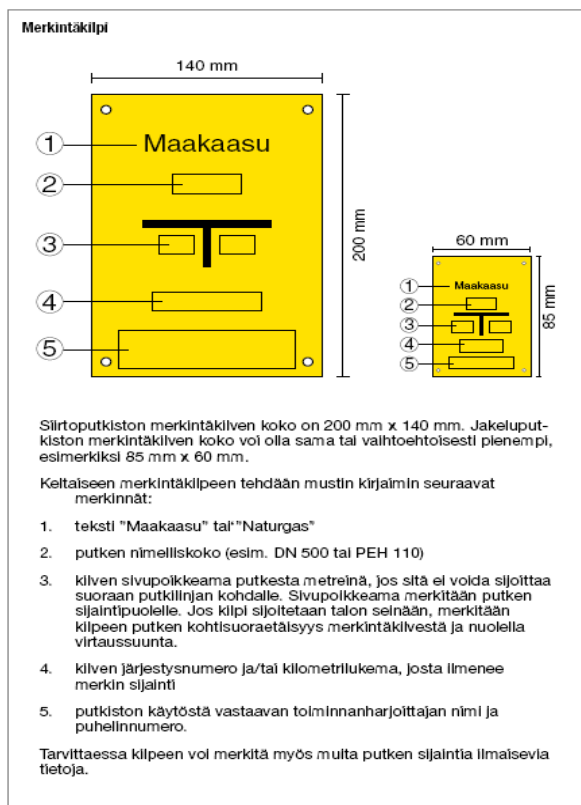 Merkintäkilpi
140 mm
1 Maakaasu
2
3
4
5
200 mm
60 mm
1 Maakaasu
2
3
4
5
85 mm
Siirtoputkiston merkintäkilven koko on 200 mm x 140 mm. Jakeluput-
kiston merkintäkilven koko voi olla sama tai vaihtoehtoisesti pienempi,
esimerkiksi 85 mm x 60 mm.
Keltaiseen merkintäkilpeen tehdään mustin kirjaimin seuraavat
merkinnät:
1. teksti "Maakaasu" tai "Naturgas"
2. putken nimelliskoko (esim. DN 500 tai PEH 110)
3. kilven sivupoikkeama putkesta metreinä, jos sitä ei voida sijoittaa
suoraan putkilinjan kohdalle. Sivupoikkeama merkitään putken
sijaintipuolelle. Jos kilpi sijoitetaan talon seinään, merkitään
kilpeen putken kohtisuoraetäisyys merkintäkilvestä ja nuolella
virtaussuunta.
4. kilven järjestysnumero ja/tai kilometrilukema, josta ilmenee
merkin sijainti
5. putkiston käytöstä vastaavan toiminnanharjoittajan nimi ja
puhelinnumero.
Tarvittaessa kilpeen voi merkitä myös muita putken sijaintia ilmaisevia
tietoja.